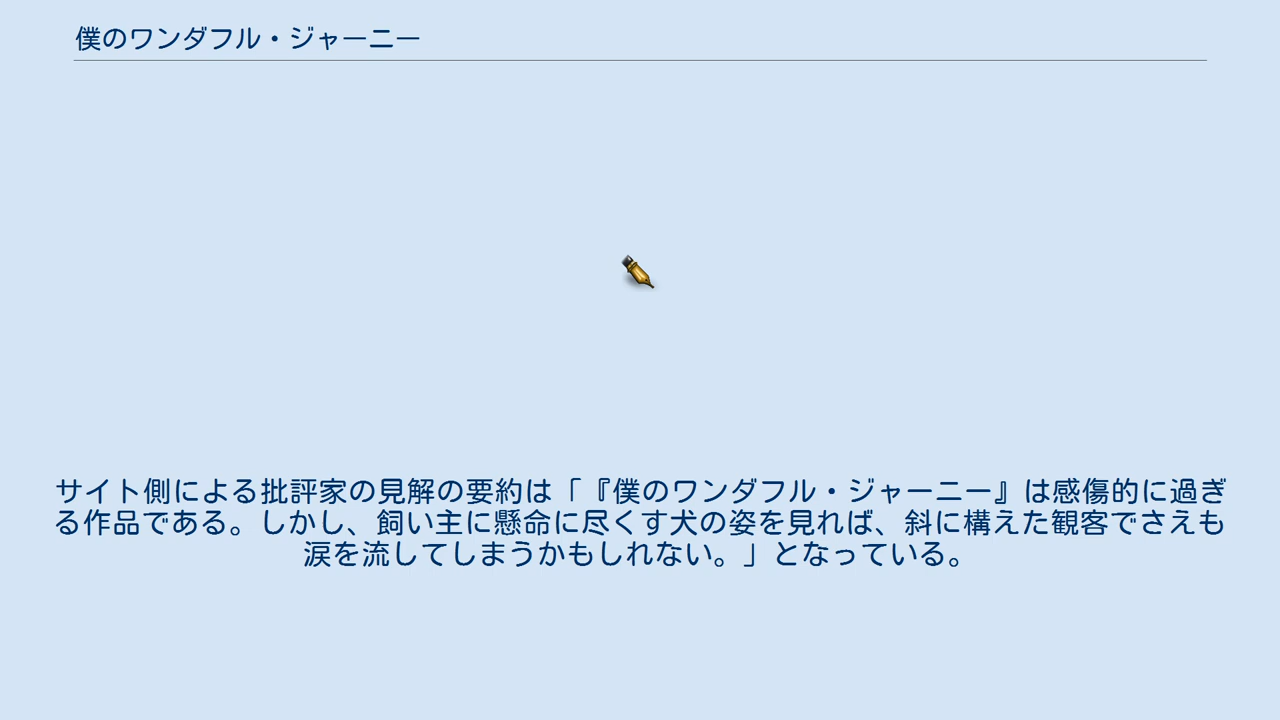 僕のワンダフル・ジャーニー
サイト側による批評家の見解の要約は「『僕のワンダフル・ジャーニー』は感傷的に過ぎ
る作品である。しかし、飼い主に懸命に尽くす犬の姿を見れば、斜に構えた観客でさえも
涙を流してしまうかもしれない。」となっている。